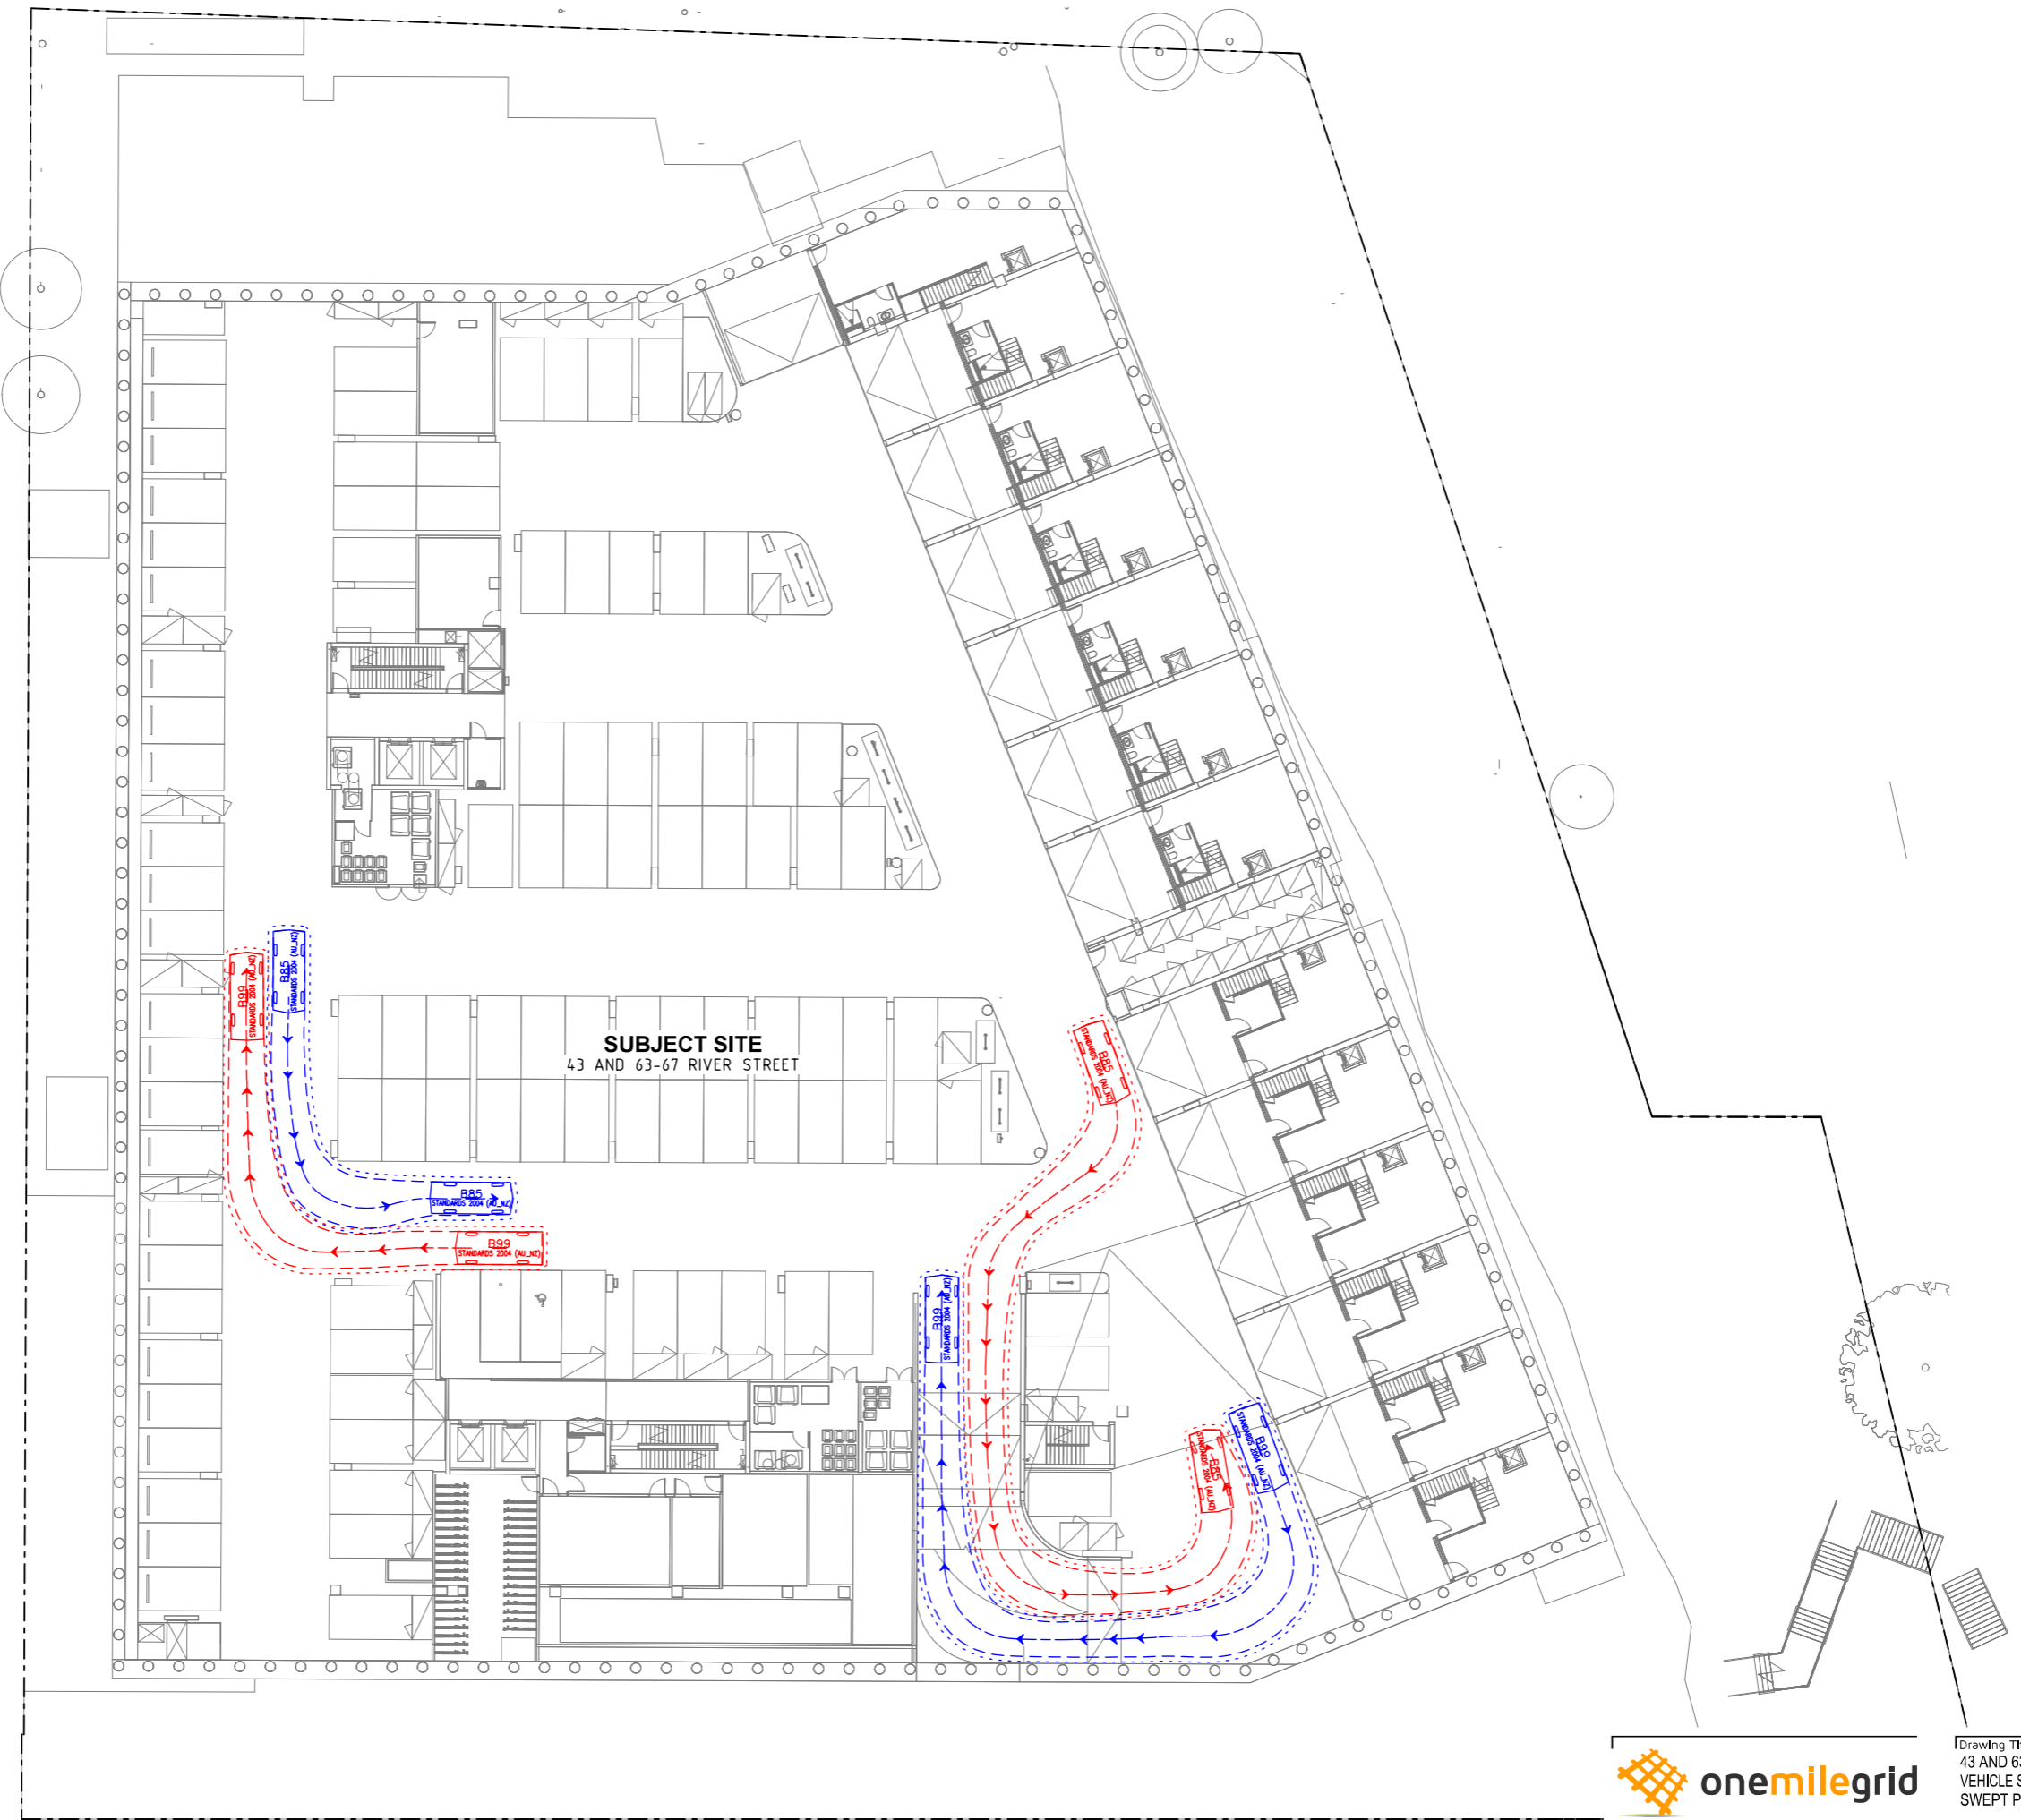 B85
STANDARDS 2004 (AU_NZ)
B99
STANDARDS 2004 (AU_NZ)
SUBJECT SITE
43 AND 63-67 RIVER STREET
B85
STANDARDS 2004 (AU_NZ)
B85
STANDARDS 2004 (AU_NZ)
B99
STANDARDS 2004 (AU_NZ)
B99
STANDARDS 2004 (AU_NZ)
B99
STANDARDS 2004 (AU_NZ)
B85
STANDARDS 2004 (AU_NZ)
onemilegrid
Drawing
43 AND
VEHICLE
SWEPT